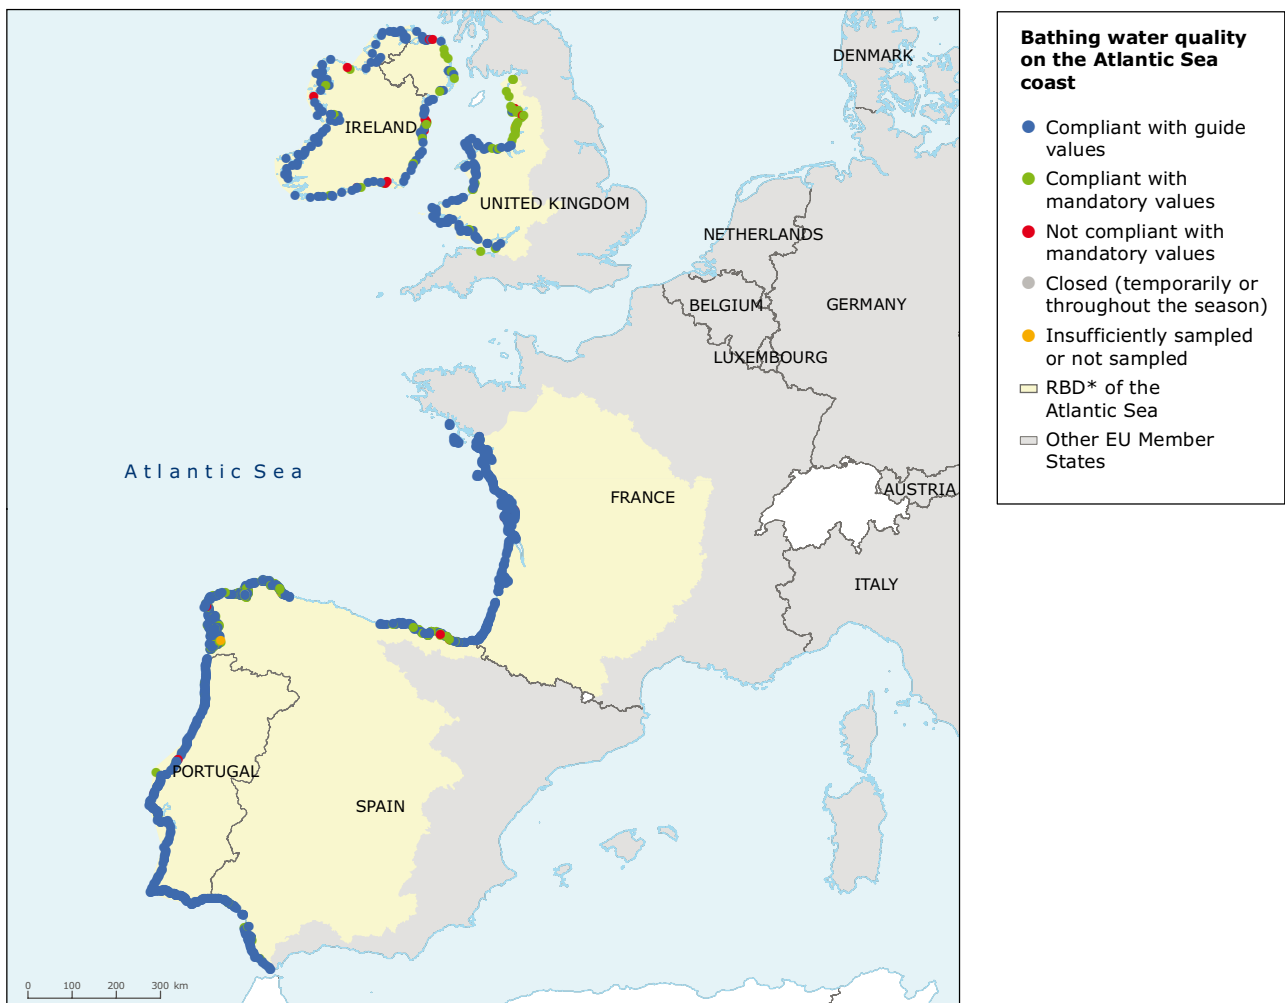 Bathing water quality
on the Atlantic Sea
coast
Compliant with guide
values
Compliant with
mandatory values
Not compliant with
mandatory values
Closed (temporarily or
throughout the season)
Insufficiently sampled
or not sampled
RBD* of the
Atlantic Sea
Other EU Member
States
DENMARK
IRELAND
UNITED KINGDOM
NETHERLANDS
BELGIUM
GERMANY
LUXEMBOURG
Atlantic Sea
FRANCE
AUSTRIA
ITALY
PORTUGAL
SPAIN
0 100 200 300 km